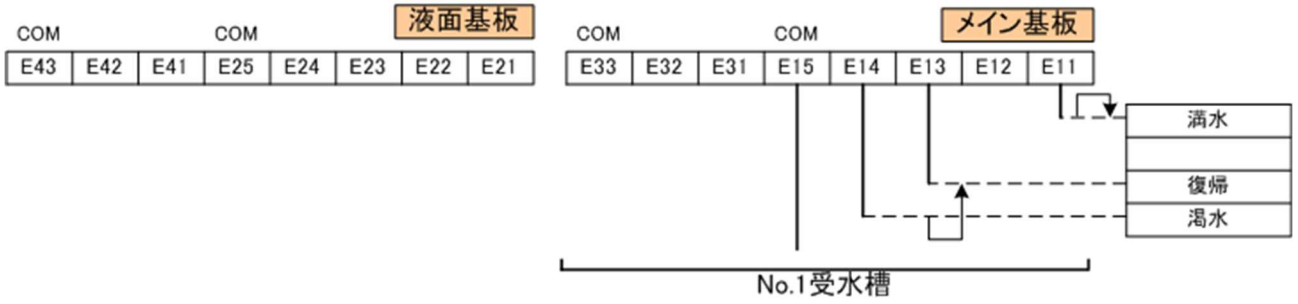 液面基板
メイン基板
COM COM COM COM
E43 E42 E41 E25 E24 E23 E22 E21 E33 E32 E31 E15 E14 E13 E12 E11
満水
復帰
渇水
No.1受水槽